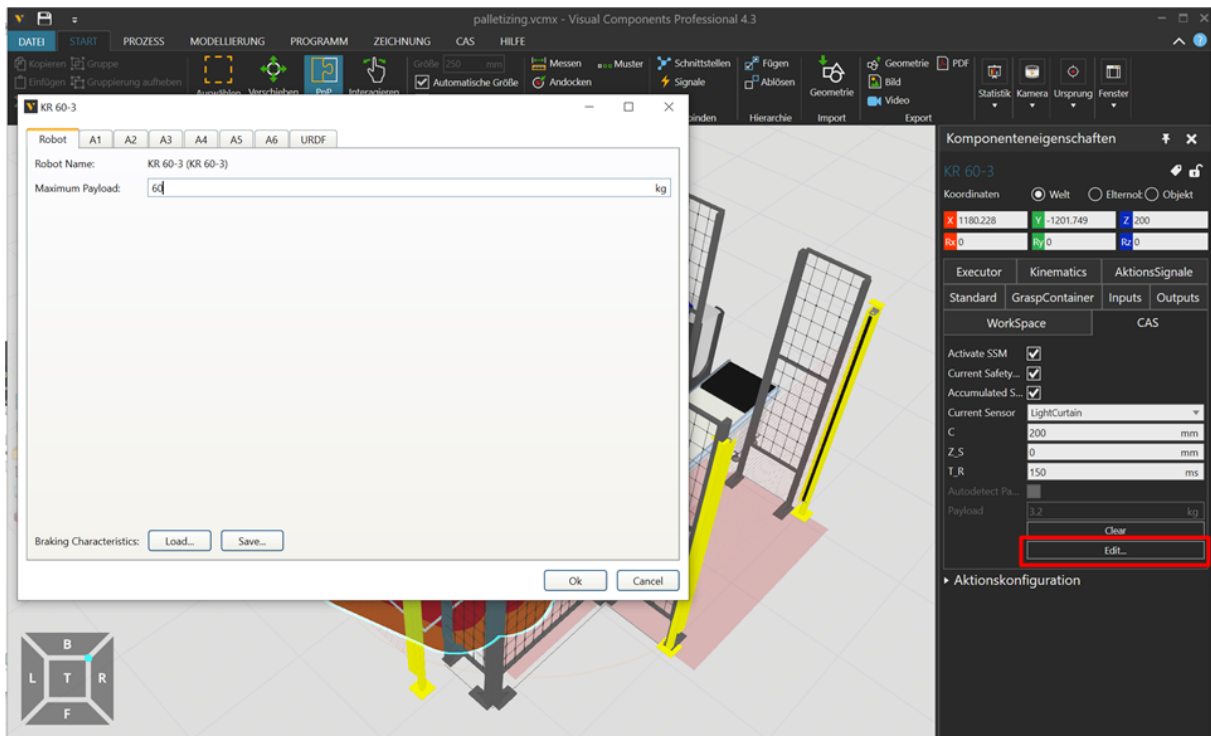 palletizing.vcmx - Visual Components Professional 4.3
DATEI START PROZESS MODELLIERUNG PROGRAMM ZEICHNUNG CAS HILFE
Kopieren Gruppe
Einfügen Gruppierung aufheben
Auswählen Verschieben PnP Interagieren
Größe 250 mm
Automatische Größe
Messen Muster
Andocken
Schnittstellen
Signale
Fügen
Ablösen
Hierarchie
Geometrie
Import
Geometrie PDF
Bild
Video
Export
Statistik Kamera Ursprung Fenster
KR 60-3
Robot A1 A2 A3 A4 A5 A6 URDF
Robot Name: KR 60-3 (KR 60-3)
Maximum Payload: 60 kg
Braking Characteristics: Load... Save...
Ok Cancel
Komponenteneigenschaften
KR 60-3
Koordinaten Welt Objekt
X 1180.228 Y -1201.749 Z 200
Rx 0 Ry 0 Rz 0
Executor Kinematics AktionsSignale
Standard GraspContainer Inputs Outputs
WorkSpace CAS
Activate SSM
Current Safety...
Accumulated S...
Current Sensor LightCurtain
C 200 mm
Z_S 0 mm
T_R 150 ms
Autodetect Pa...
Payload 3.2 kg
Clear
Edit...
Aktionskonfiguration
B
L T R
F